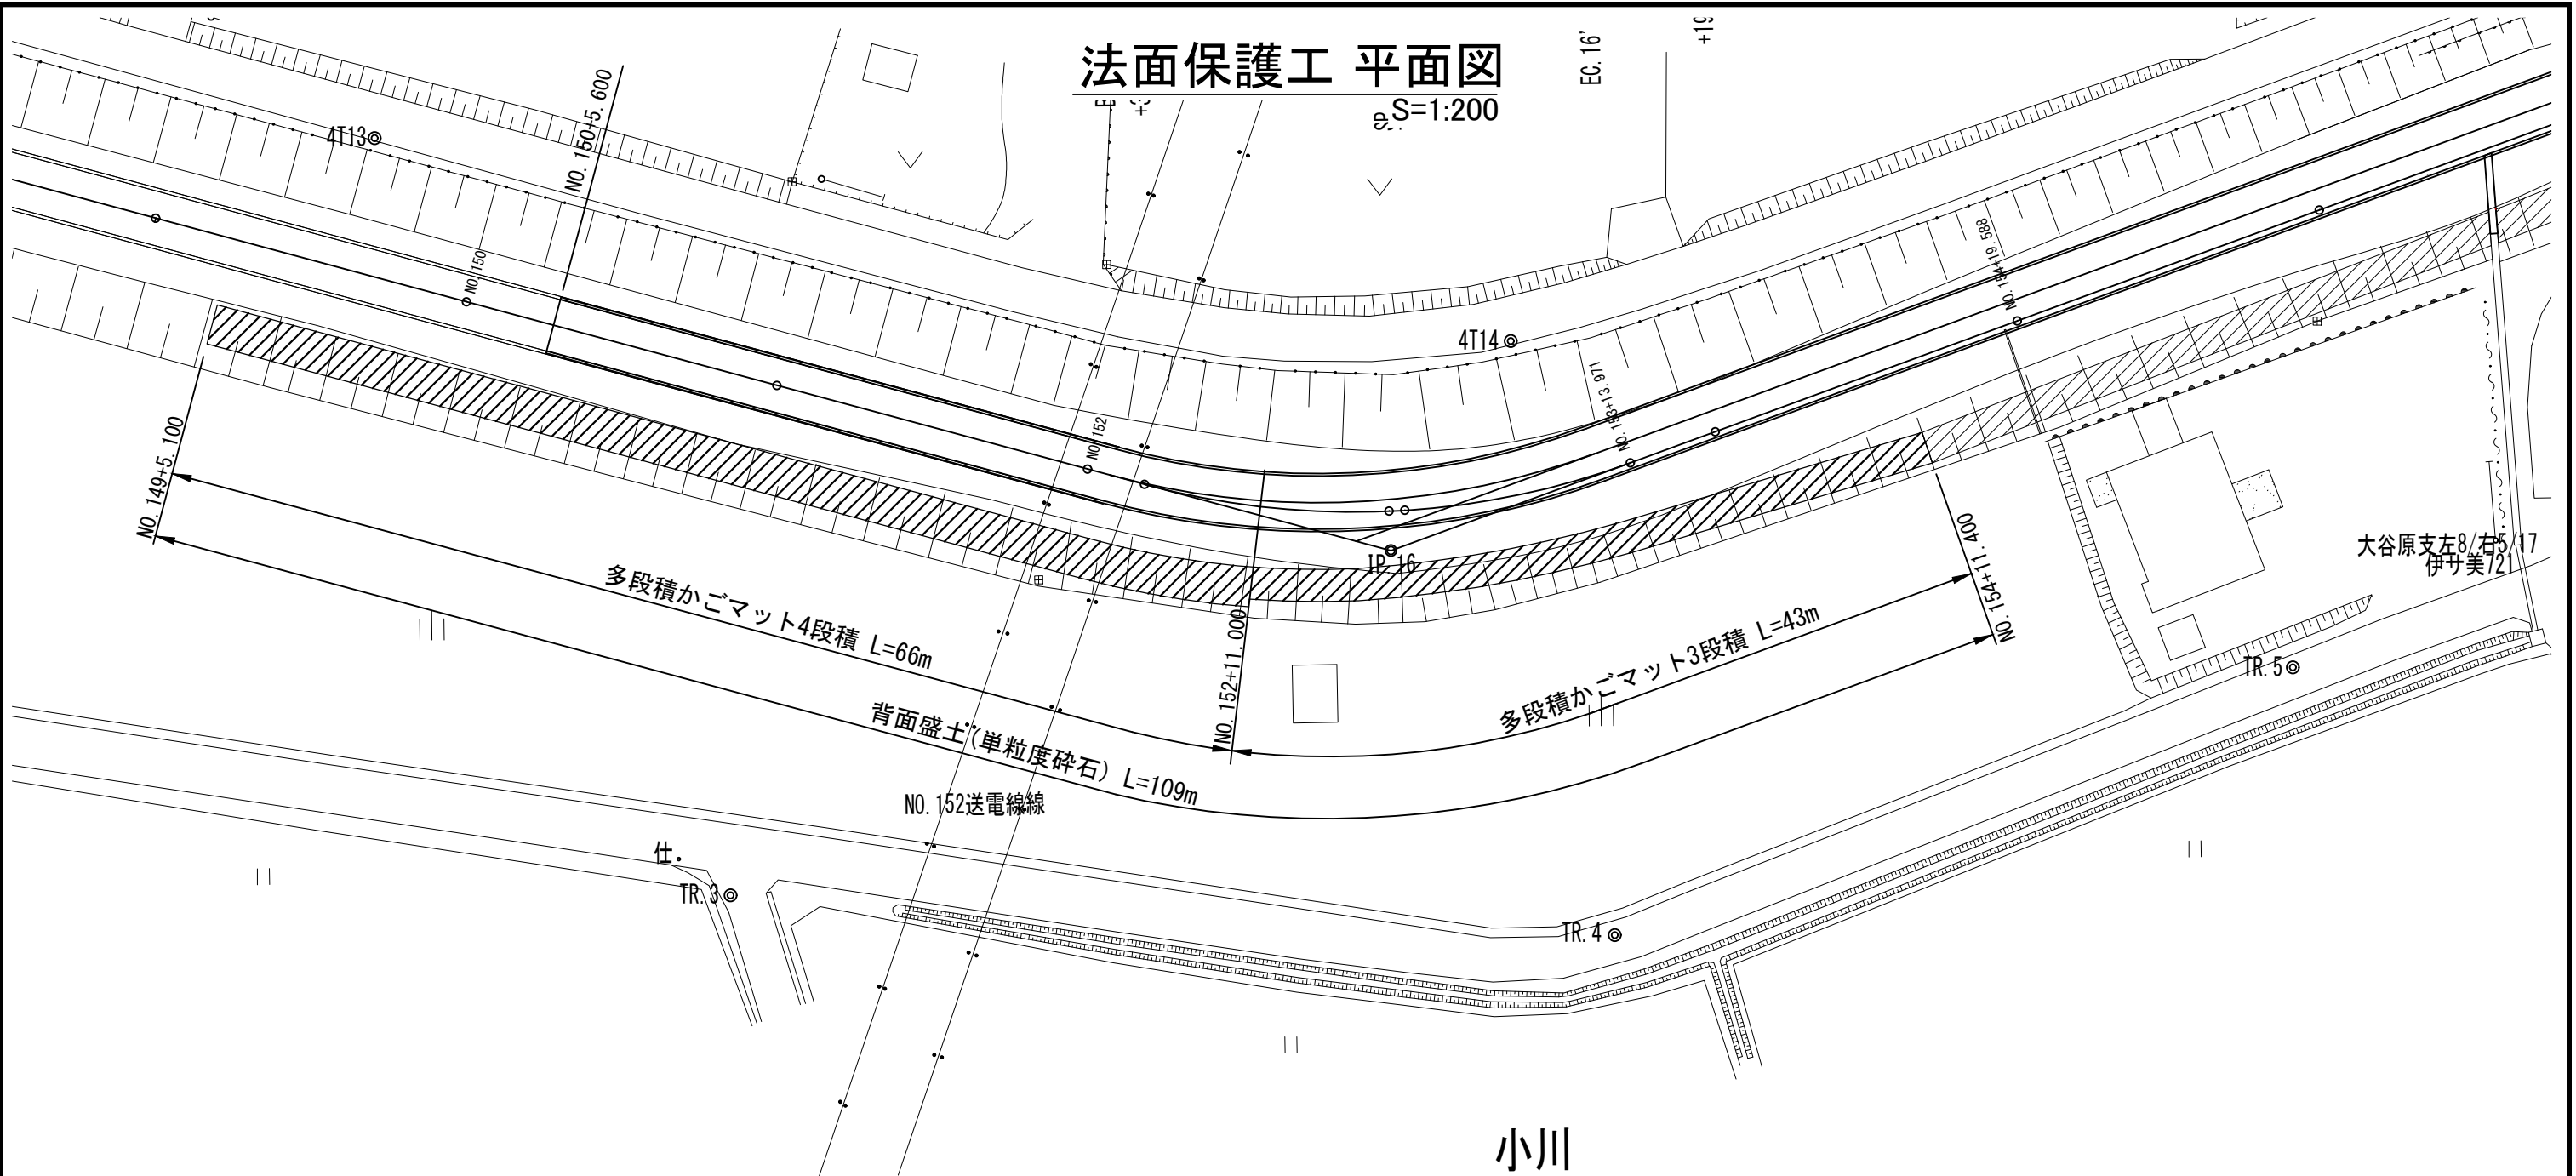 法面保護工 平面図
S=1:200
EC. 16'
4T13
NO. 150+5. 600
NO. 150
NO. 149+5. 100
NO. 152
4T14
NO. 153+13. 971
NO. 154+19. 588
IP. 16
多段積かごマット4段積 L=66m
NO. 152+11. 000
多段積かごマット3段積 L=43m
NO. 154+11. 400
背面盛土(単粒度砕石) L=109m
NO. 152送電線線
大谷原支左8/右5/17
伊サ美721
TR. 5
仕。
TR. 3
TR. 4
小川